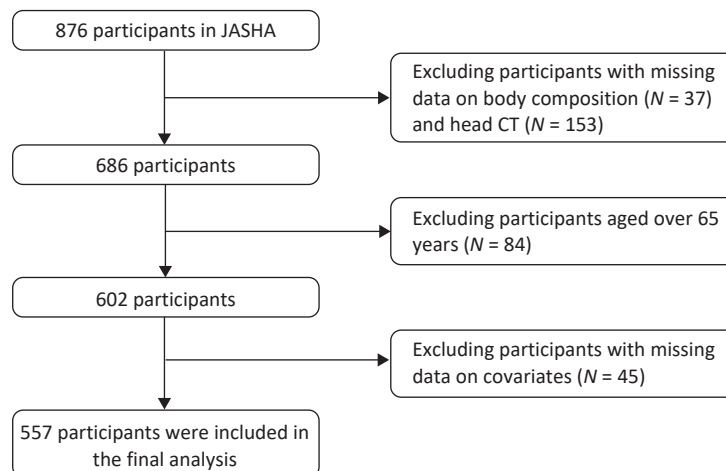 876 participants in JASHA
Excluding participants with missing
data on body composition (N = 37)
and head CT (N = 153)
686 participants
Excluding participants aged over 65
years (N = 84)
602 participants
Excluding participants with missing
data on covariates (N = 45)
557 participants were included in
the final analysis